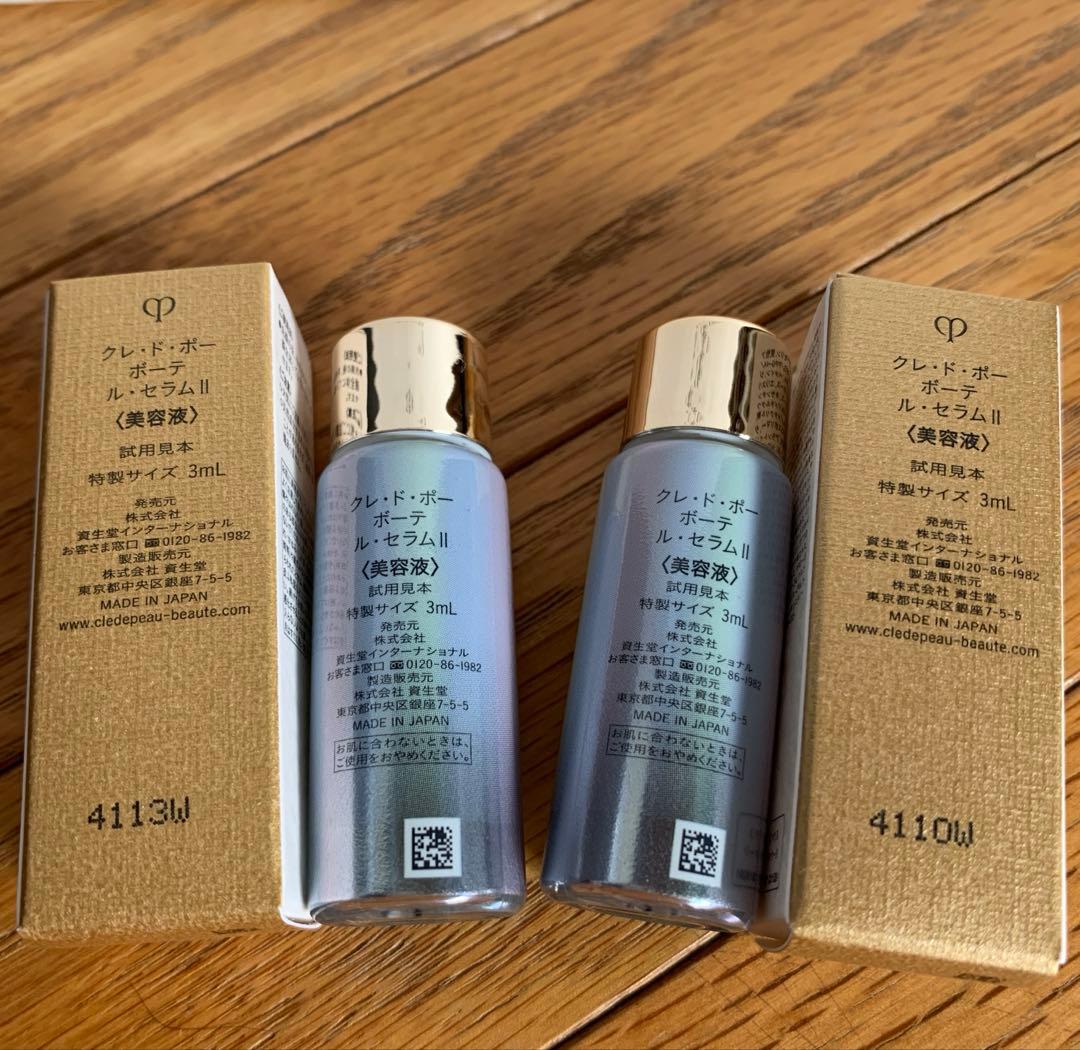 クレ・ド・ポー
ボーテ
ル・セラムⅡ
〈美容液〉
試用見本
特製サイズ 3mL
発売元
株式会社
資生堂インターナショナル
お客さま窓口 0120-86-1982
製造販売元
株式会社 資生堂
東京都中央区銀座7-5-5
MADE IN JAPAN
www.cledepeau-beaute.com
4113W
クレ・ド・ポー
ボーテ
ル・セラムⅡ
〈美容液〉
試用見本
特製サイズ 3mL
発売元
株式会社
資生堂インターナショナル
お客さま窓口 0120-86-1982
製造販売元
株式会社 資生堂
東京都中央区銀座7-5-5
MADE IN JAPAN
お肌に合わないときは、
ご使用をおやめください。
クレ・ド・ポー
ボーテ
ル・セラムⅡ
〈美容液〉
試用見本
特製サイズ 3mL
発売元
株式会社
資生堂インターナショナル
お客さま窓口 0120-86-1982
製造販売元
株式会社 資生堂
東京都中央区銀座7-5-5
MADE IN JAPAN
お肌に合わないときは、
ご使用をおやめください。
クレ・ド・ポー
ボーテ
ル・セラムⅡ
〈美容液〉
試用見本
特製サイズ 3mL
発売元
株式会社
資生堂インターナショナル
お客さま窓口 0120-86-1982
製造販売元
株式会社 資生堂
東京都中央区銀座7-5-5
MADE IN JAPAN
www.cledepeau-beaute.com
4110W